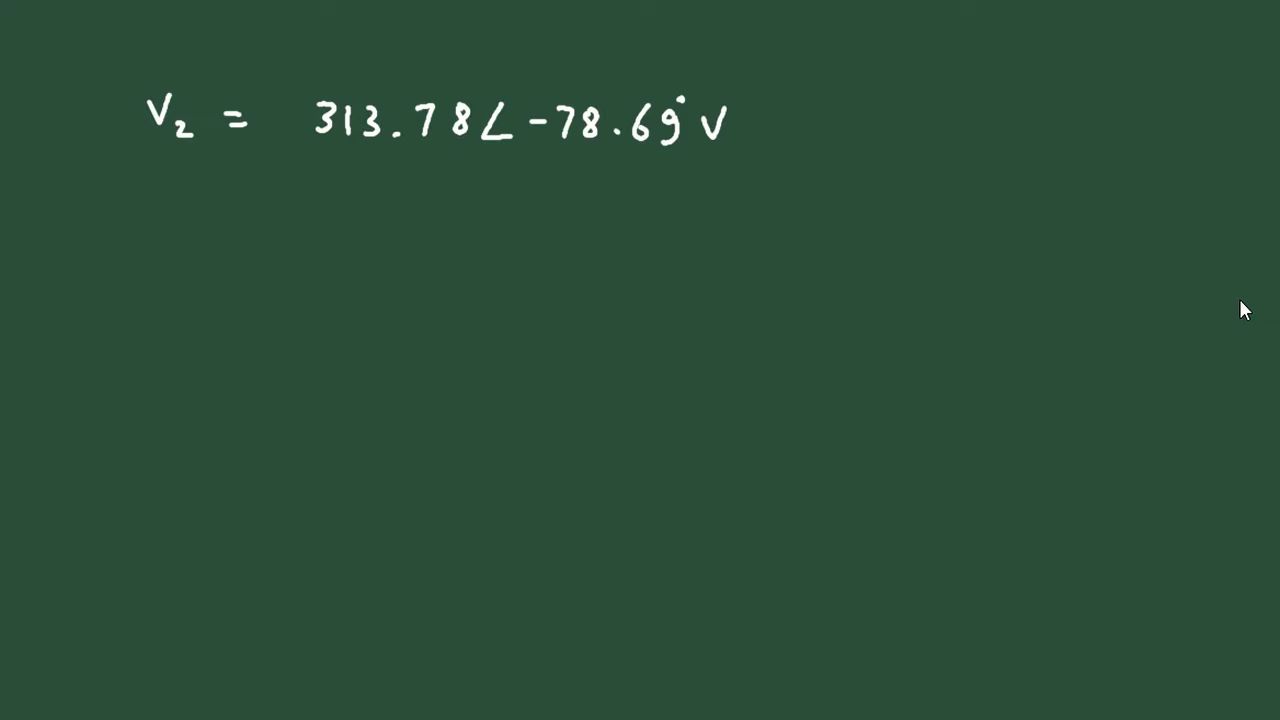 V₂ = 313.78∠-78.69° V